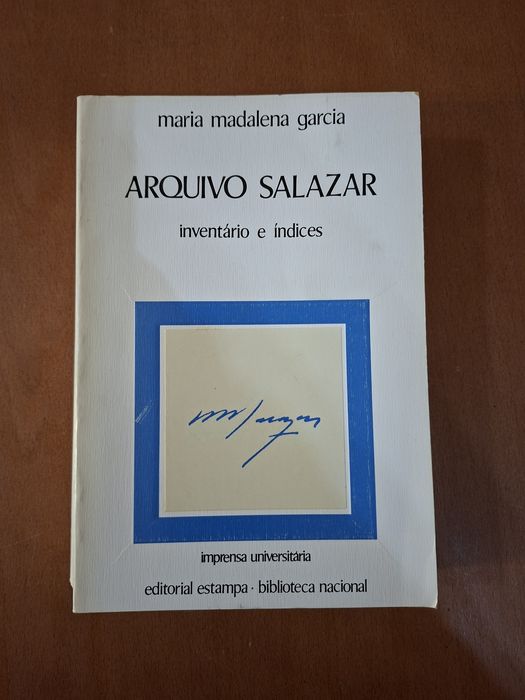 maria madalena garcia
ARQUIVO SALAZAR
inventário e índices
imprensa universitária
editorial estampa · biblioteca nacional